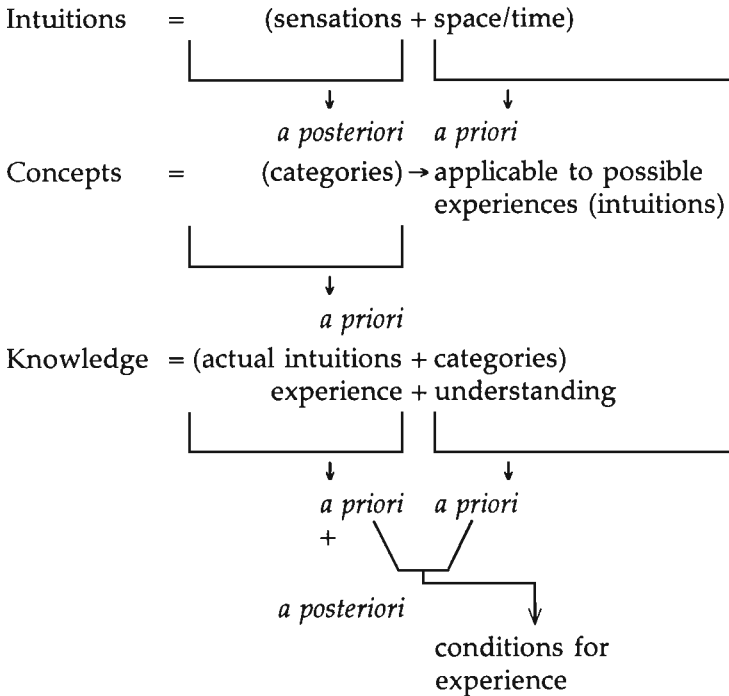 Intuitions = (sensations + space/time)
a posteriori a priori
Concepts = (categories) → applicable to possible
experiences (intuitions)
a priori
Knowledge = (actual intuitions + categories)
experience + understanding
a priori a priori
+
a posteriori
conditions for
experience